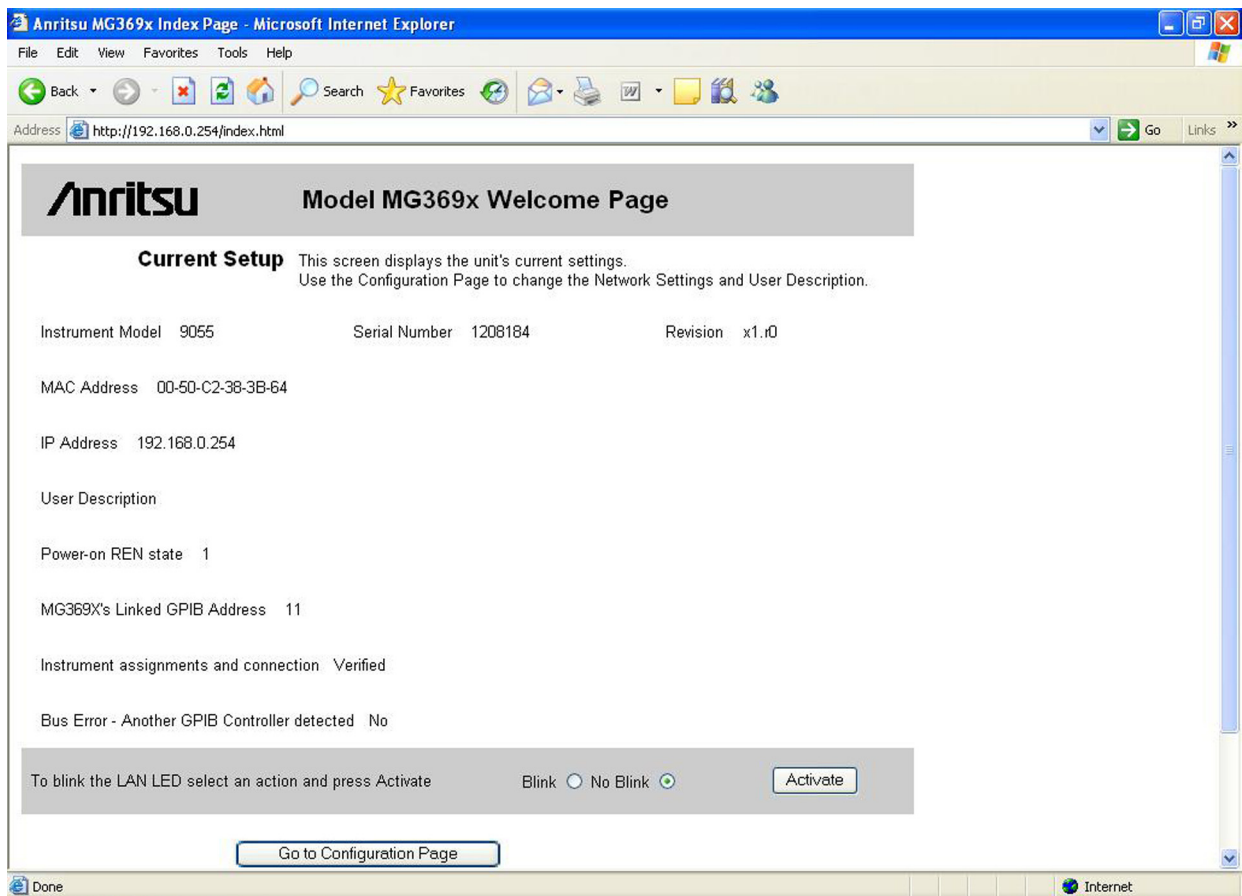 Anritsu MG369x Index Page - Microsoft Internet Explorer
File Edit View Favorites Tools Help
Back Search Favorites
Address http://192.168.0.254/index.html Go Links »
Anritsu Model MG369x Welcome Page
Current Setup This screen displays the unit's current settings.
Use the Configuration Page to change the Network Settings and User Description.
Instrument Model 9055 Serial Number 1208184 Revision x1.r0
MAC Address 00-50-C2-38-3B-64
IP Address 192.168.0.254
User Description
Power-on REN state 1
MG369X's Linked GPIB Address 11
Instrument assignments and connection Verified
Bus Error - Another GPIB Controller detected No
To blink the LAN LED select an action and press Activate Blink No Blink Activate
Go to Configuration Page
Done Internet